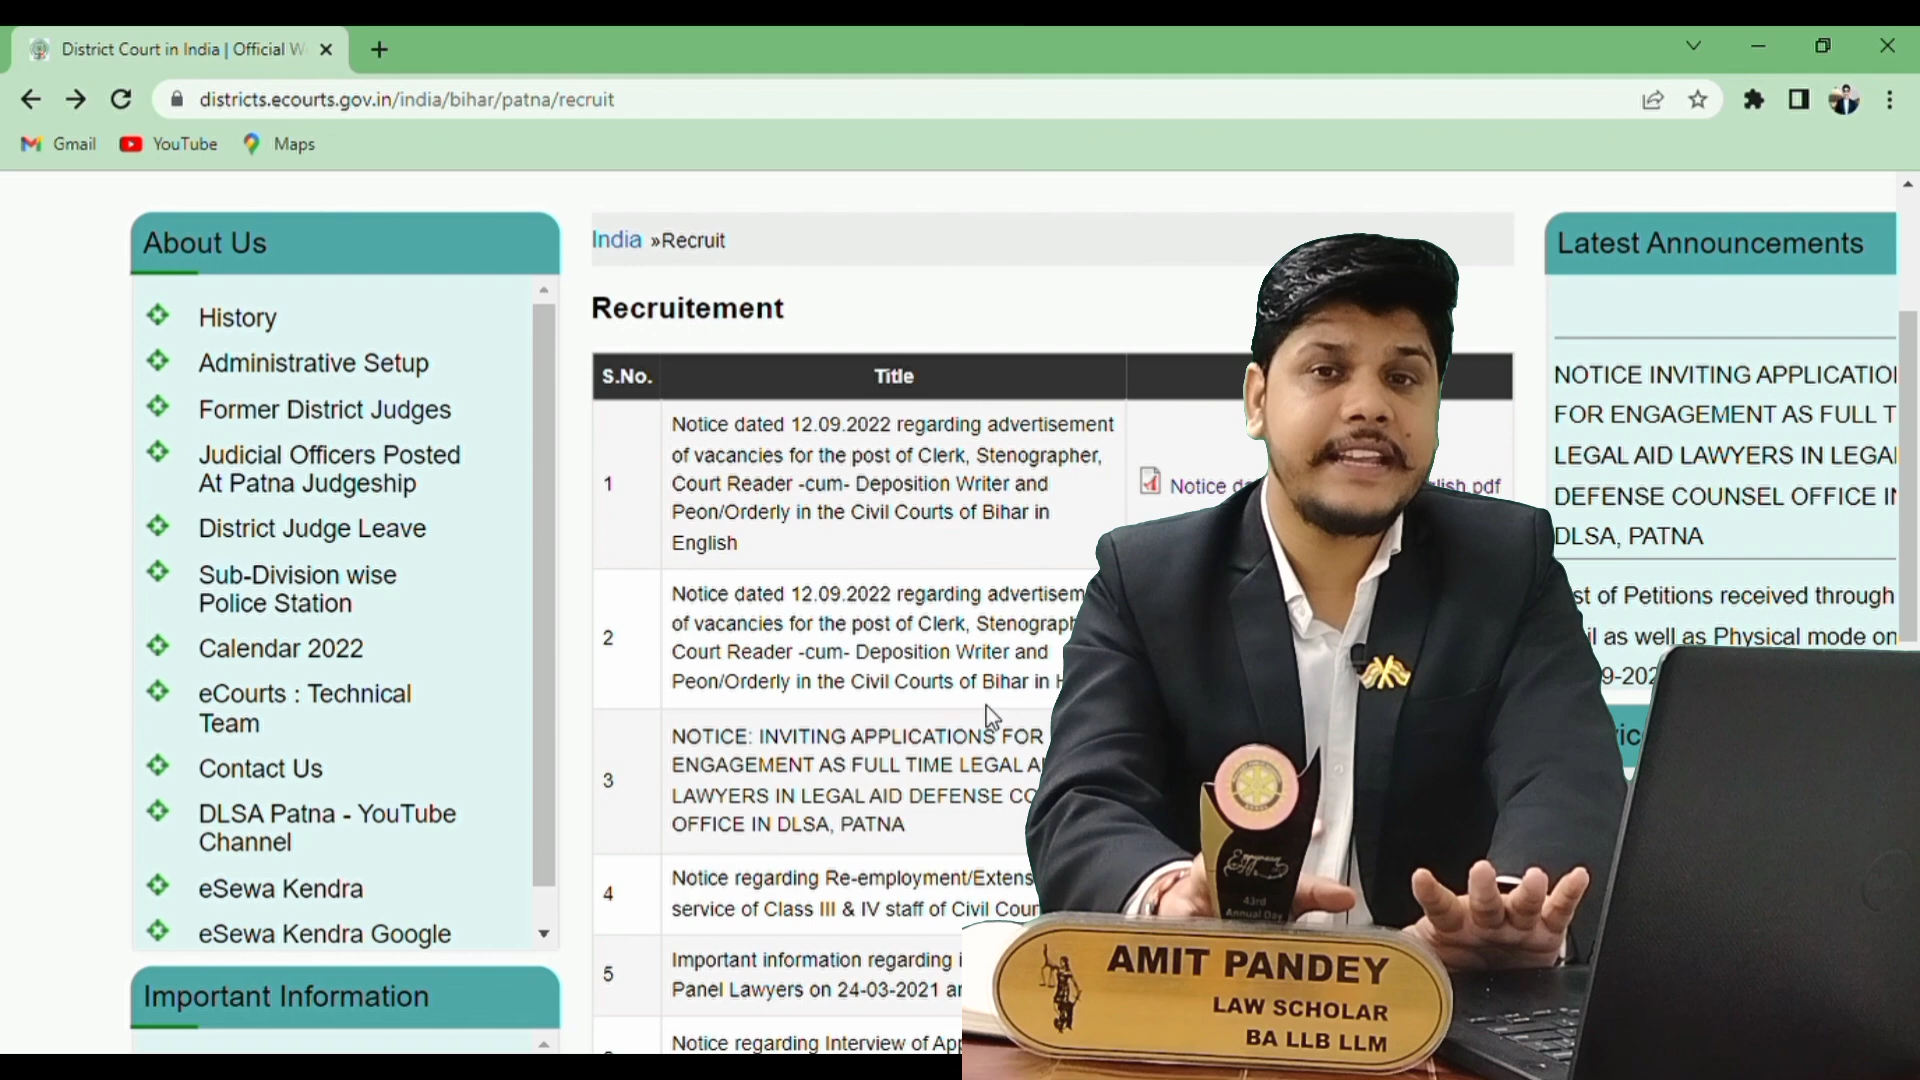 District Court in India | Official W
districts.ecourts.gov.in/india/bihar/patna/recruit
Gmail
YouTube
Maps
About Us
History
Administrative Setup
Former District Judges
Judicial Officers Posted
At Patna Judgeship
District Judge Leave
Sub-Division wise
Police Station
Calendar 2022
eCourts : Technical
Team
Contact Us
DLSA Patna - YouTube
Channel
eSewa Kendra
eSewa Kendra Google
Important Information
India »Recruit
Recruitement
S.No. Title
1
Notice dated 12.09.2022 regarding advertisement
of vacancies for the post of Clerk, Stenographer,
Court Reader -cum- Deposition Writer and
Peon/Orderly in the Civil Courts of Bihar in
English
Notice
lish.pdf
2
Notice dated 12.09.2022 regarding advertisem
of vacancies for the post of Clerk, Stenograph
Court Reader -cum- Deposition Writer and
Peon/Orderly in the Civil Courts of Bihar in H
3
NOTICE: INVITING APPLICATIONS FOR
ENGAGEMENT AS FULL TIME LEGAL AI
LAWYERS IN LEGAL AID DEFENSE CO
OFFICE IN DLSA, PATNA
4
Notice regarding Re-employment/Extens
service of Class III & IV staff of Civil Cour
5
Important information regarding i
Panel Lawyers on 24-03-2021 ar
Notice regarding Interview of App
Latest Announcements
NOTICE INVITING APPLICATIO
FOR ENGAGEMENT AS FULL T
LEGAL AID LAWYERS IN LEGA
DEFENSE COUNSEL OFFICE I
DLSA, PATNA
st of Petitions received through
il as well as Physical mode on
9-202
43rd
Annual Day
AMIT PANDEY
LAW SCHOLAR
BA LLB LLM